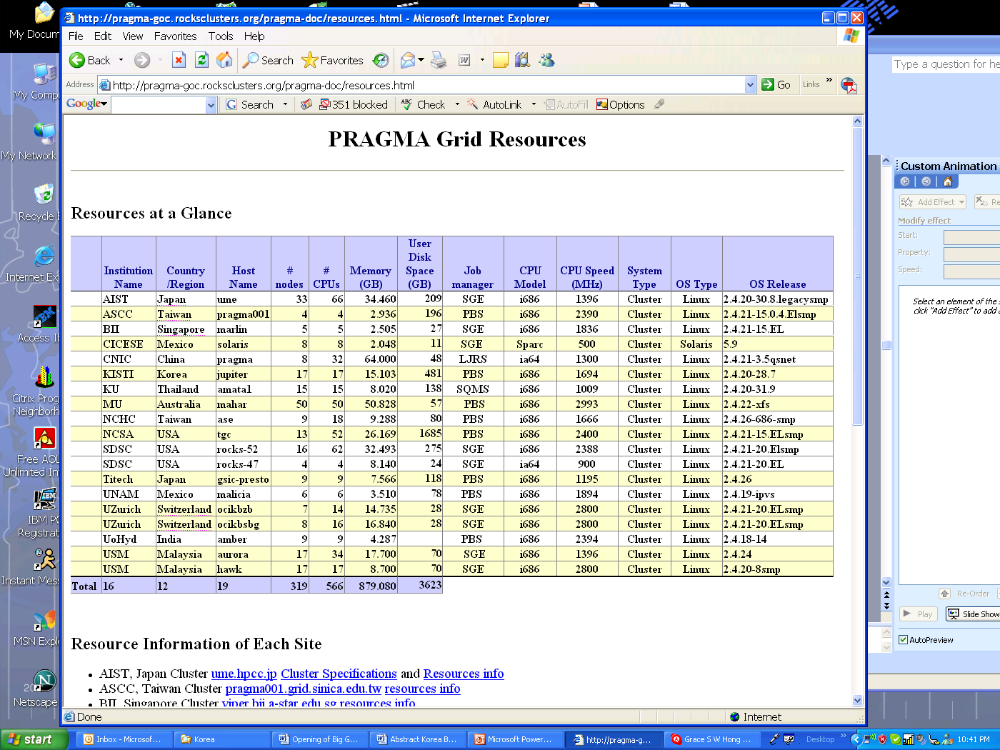 http://pragma-goc.rocksclusters.org/pragma-doc/resources.html - Microsoft Internet Explorer
File Edit View Favorites Tools Help
Back Search Favorites
Address http://pragma-goc.rocksclusters.org/pragma-doc/resources.html Go Links »
Google Search 351 blocked ABC Check AutoLink AutoFill Options
PRAGMA Grid Resources
Resources at a Glance
Institution Name Country /Region Host Name # nodes # CPUs Memory (GB) User Disk Space (GB) Job manager CPU Model CPU Speed (MHz) System Type OS Type OS Release
AIST Japan ume 33 66 34.460 209 SGE i686 1396 Cluster Linux 2.4.20-30.8.legacysmp
ASCC Taiwan pragma001 4 4 2.936 196 PBS i686 2390 Cluster Linux 2.4.21-15.0.4.Elsmp
BII Singapore marlin 5 5 2.505 27 SGE i686 1836 Cluster Linux 2.4.21-15.EL
CICESE Mexico solaris 8 8 2.048 11 SGE Sparc 500 Cluster Solaris 5.9
CNIC China pragma 8 32 64.000 48 LJRS ia64 1300 Cluster Linux 2.4.21-3.5qsnet
KISTI Korea jupiter 17 17 15.103 481 PBS i686 1694 Cluster Linux 2.4.20-28.7
KU Thailand amata1 15 15 8.020 138 SQMS i686 1009 Cluster Linux 2.4.20-31.9
MU Australia mahar 50 50 50.828 57 PBS i686 2993 Cluster Linux 2.4.22-xfs
NCHC Taiwan ase 9 18 9.288 80 PBS i686 1666 Cluster Linux 2.4.26-686-smp
NCSA USA tgc 13 52 26.169 1685 PBS i686 2400 Cluster Linux 2.4.21-15.ELsmp
SDSC USA rocks-52 16 62 32.493 275 SGE i686 2388 Cluster Linux 2.4.21-20.Elsmp
SDSC USA rocks-47 4 4 8.140 24 SGE ia64 900 Cluster Linux 2.4.21-20.EL
Titech Japan gsic-presto 9 9 7.566 118 PBS i686 1195 Cluster Linux 2.4.26
UNAM Mexico malicia 6 6 3.510 78 PBS i686 1894 Cluster Linux 2.4.19-ipvs
UZurich Switzerland ocikbzb 7 14 14.735 28 SGE i686 2800 Cluster Linux 2.4.21-20.ELsmp
UZurich Switzerland ocikbsbg 8 16 16.840 28 SGE i686 2800 Cluster Linux 2.4.21-20.ELsmp
UoHyd India amber 9 9 4.287 PBS i686 2394 Cluster Linux 2.4.18-14
USM Malaysia aurora 17 34 17.700 70 SGE i686 1396 Cluster Linux 2.4.24
USM Malaysia hawk 17 17 8.700 70 SGE i686 2800 Cluster Linux 2.4.20-8smp
Total 16 12 19 319 566 879.080 3623
Resource Information of Each Site
• AIST, Japan Cluster ume.hpcc.jp Cluster Specifications and Resources info
• ASCC, Taiwan Cluster pragma001.grid.sinica.edu.tw resources info
• BII, Singapore Cluster viper.bii.a-star.edu.sg resources info
Done Internet
My Docum
My Compu
My Network
Recycle B
Internet Exp
Access IB
Citrix Prog
Neighborh
Free AOL
Unlimited In
IBM PC
Registrat
Instant Mess
MSN Explo
Netscape
Type a question for he
Custom Animation
Add Effect Re
Modify effect
Start:
Property:
Speed:
Select an element of the s
click "Add Effect" to add a
Re-Order
Play Slide Show
AutoPreview
start Inbox - Microsof... Korea Opening of Big G... Abstract Korea B... Microsoft Power... http://pragma-g... Grace S W Hong ... Desktop » 10:41 PM